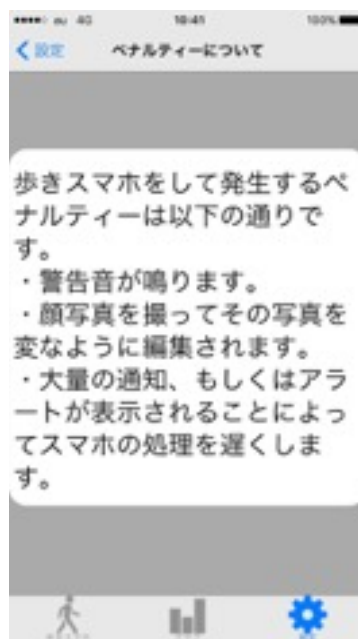 au 4G 18:41 100%
設定 ペナルティーについて
歩きスマホをして発生するペ
ナルティーは以下の通りで
す。
・警告音が鳴ります。
・顔写真を撮ってその写真を
変なように編集されます。
・大量の通知、もしくはアラ
ートが表示されることによっ
てスマホの処理を遅くしま
す。